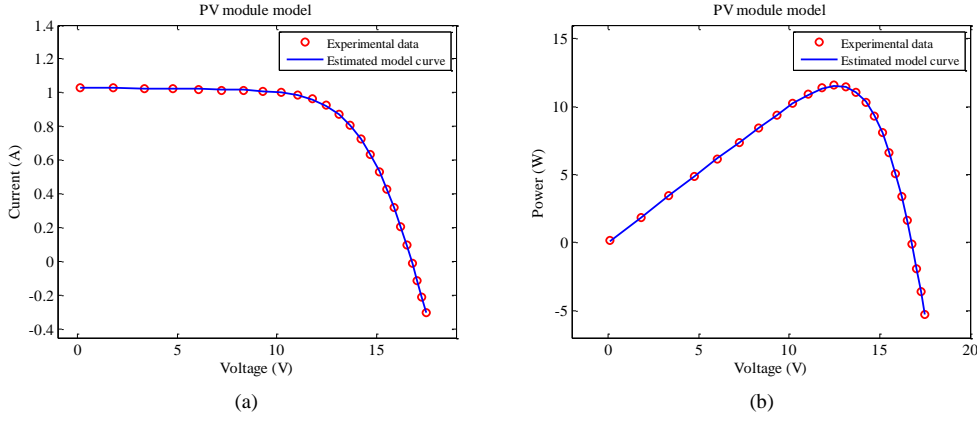 PV module model
1.4
1.2
1
0.8
0.6
0.4
0.2
0
-0.2
-0.4
Current (A)
Experimental data
Estimated model curve
0 5 10 15
Voltage (V)
(a)
PV module model
15
10
5
0
-5
Power (W)
Experimental data
Estimated model curve
0 5 10 15 20
Voltage (V)
(b)